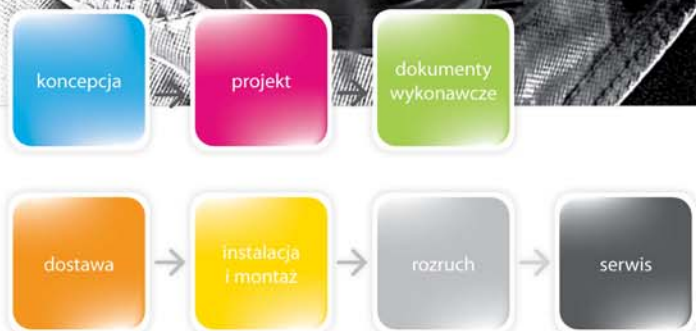 koncepcja
projekt
dokumenty
wykonawcze
dostawa
instalacja
i montaż
rozruch
serwis